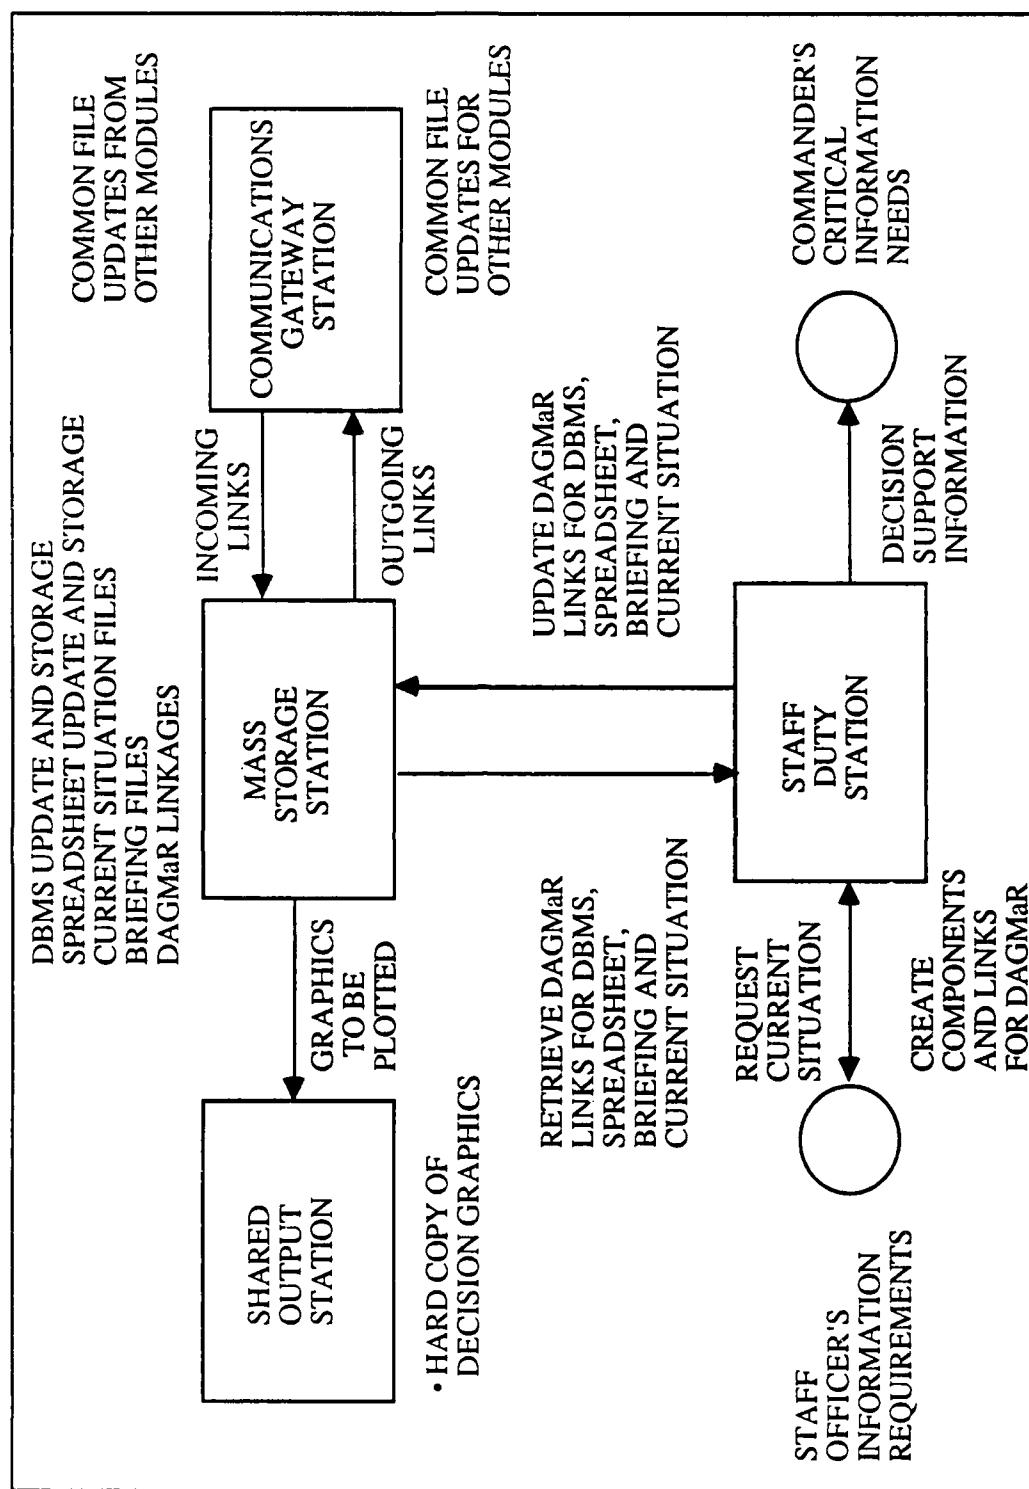 DBMS UPDATE AND STORAGE
SPREADSHEET UPDATE AND STORAGE
CURRENT SITUATION FILES
BRIEFING FILES
DAGMaR LINKAGES
COMMON FILE
UPDATES FROM
OTHER MODULES
SHARED
OUTPUT
STATION
GRAPHICS
TO BE
PLOTTED
MASS
STORAGE
STATION
INCOMING
LINKS
OUTGOING
LINKS
COMMUNICATIONS
GATEWAY
STATION
• HARD COPY OF
DECISION GRAPHICS
COMMON FILE
UPDATES FOR
OTHER MODULES
RETRIEVE DAGMaR
LINKS FOR DBMS,
SPREADSHEET,
BRIEFING AND
CURRENT SITUATION
UPDATE DAGMaR
LINKS FOR DBMS,
SPREADSHEET,
BRIEFING AND
CURRENT SITUATION
STAFF
OFFICER'S
INFORMATION
REQUIREMENTS
REQUEST
CURRENT
SITUATION
CREATE
COMPONENTS
AND LINKS
FOR DAGMaR
STAFF
DUTY
STATION
DECISION
SUPPORT
INFORMATION
COMMANDER'S
CRITICAL
INFORMATION
NEEDS